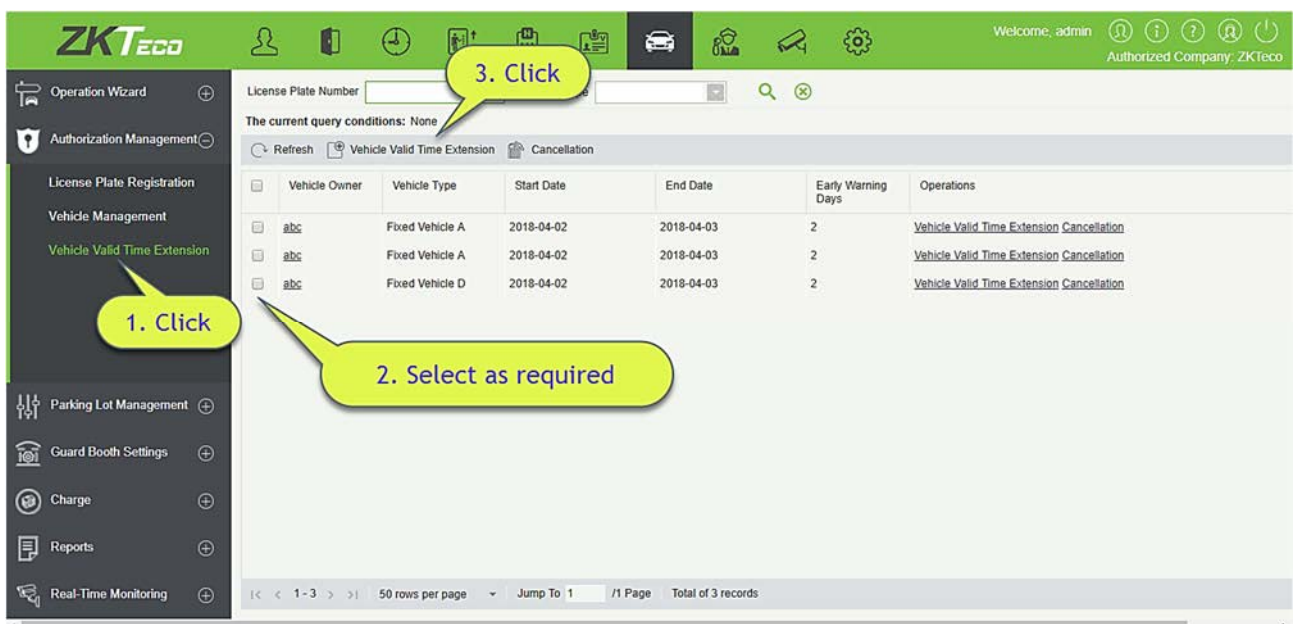 ZKTeco
Welcome, admin
Authorized Company: ZKTeco
3. Click
Operation Wizard
License Plate Number
The current query conditions: None
Authorization Management
Refresh Vehicle Valid Time Extension Cancellation
License Plate Registration
Vehicle Management
Vehicle Valid Time Extension
Vehicle Owner Vehicle Type Start Date End Date Early Warning Days Operations
abc Fixed Vehicle A 2018-04-02 2018-04-03 2 Vehicle Valid Time Extension Cancellation
abc Fixed Vehicle A 2018-04-02 2018-04-03 2 Vehicle Valid Time Extension Cancellation
abc Fixed Vehicle D 2018-04-02 2018-04-03 2 Vehicle Valid Time Extension Cancellation
1. Click
2. Select as required
Parking Lot Management
Guard Booth Settings
Charge
Reports
Real-Time Monitoring
1-3 50 rows per page Jump To 1 /1 Page Total of 3 records